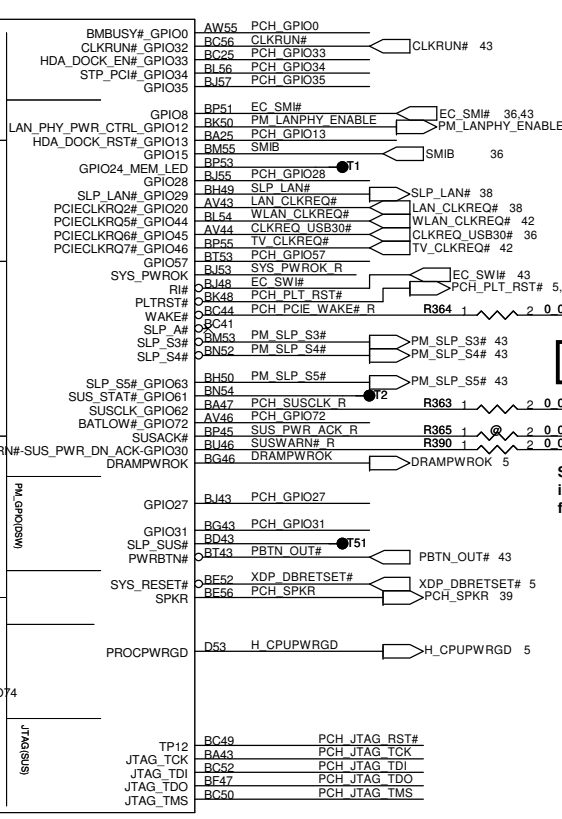 BMBUSY#_GPIO0 AW55 PCH_GPIO0
CLKRUN#_GPIO32 BC56 CLKRUN# CLKRUN# 43
HDA_DOCK_EN#_GPIO33 BC25 PCH_GPIO33
STP_PCI#_GPIO34 BL56 PCH_GPIO34
GPIO35 BJ57 PCH_GPIO35
GPIO8 BP51 EC_SMI# EC_SMI# 36,43
LAN_PHY_PWR_CTRL_GPIO12 BK50 PM_LANPHY_ENABLE PM_LANPHY_ENABLE
HDA_DOCK_RST#_GPIO13 BA25 PCH_GPIO13
GPIO15 BM55 SMIB SMIB 36
GPIO24_MEM_LED BP53 T1
GPIO28 BJ55 PCH_GPIO28
SLP_LAN#_GPIO29 BH49 SLP_LAN# SLP_LAN# 38
PCIECLKRQ2#_GPIO20 AV43 LAN_CLKREQ# LAN_CLKREQ# 38
PCIECLKRQ5#_GPIO44 BL54 WLAN_CLKREQ# WLAN_CLKREQ# 42
PCIECLKRQ6#_GPIO45 AV44 CLKREQ_USB30# CLKREQ_USB30# 36
PCIECLKRQ7#_GPIO46 BP55 TV_CLKREQ# TV_CLKREQ# 42
GPIO57 BT53 PCH_GPIO57
SYS_PWROK BJ53 SYS_PWROK_R
RI# BJ48 EC_SWI# EC_SWI# 43
PLTRST# BK48 PCH_PLT_RST# PCH_PLT_RST# 5,
WAKE# BC44 PCH_PCIE_WAKE#_R R364 1 2 0_0
SLP_A# BC41
SLP_S3# BM53 PM_SLP_S3# PM_SLP_S3# 43
SLP_S4# BN52 PM_SLP_S4# PM_SLP_S4# 43
SLP_S5#_GPIO63 BH50 PM_SLP_S5# PM_SLP_S5# 43
SUS_STAT#_GPIO61 BN54 T2
SUSCLK_GPIO62 BA47 PCH_SUSCLK_R R363 1 2 0_0
BATLOW#_GPIO72 AV46 PCH_GPIO72
SUSACK# BP45 SUS_PWR_ACK_R R365 1 @ 2 0_0
RN#-SUS_PWR_DN_ACK-GPIO30 BU46 SUSWARN#_R R390 1 2 0_0
DRAMPWROK BG46 DRAMPWROK DRAMPWROK 5
PM_GPIO(DSW)
GPIO27 BJ43 PCH_GPIO27
GPIO31 BG43 PCH_GPIO31
SLP_SUS# BD43 T51
PWRBTN# BT43 PBTN_OUT# PBTN_OUT# 43
SYS_RESET# BE52 XDP_DBRETSET# XDP_DBRETSET# 5
SPKR BE56 PCH_SPKR PCH_SPKR 39
PROCPWRGD D53 H_CPUPWRGD H_CPUPWRGD 5
JTAG(SUS)
TP12 BC49 PCH_JTAG_RST#
JTAG_TCK BA43 PCH_JTAG_TCK
JTAG_TDI BC52 PCH_JTAG_TDI
JTAG_TDO BF47 PCH_JTAG_TDO
JTAG_TMS BC50 PCH_JTAG_TMS